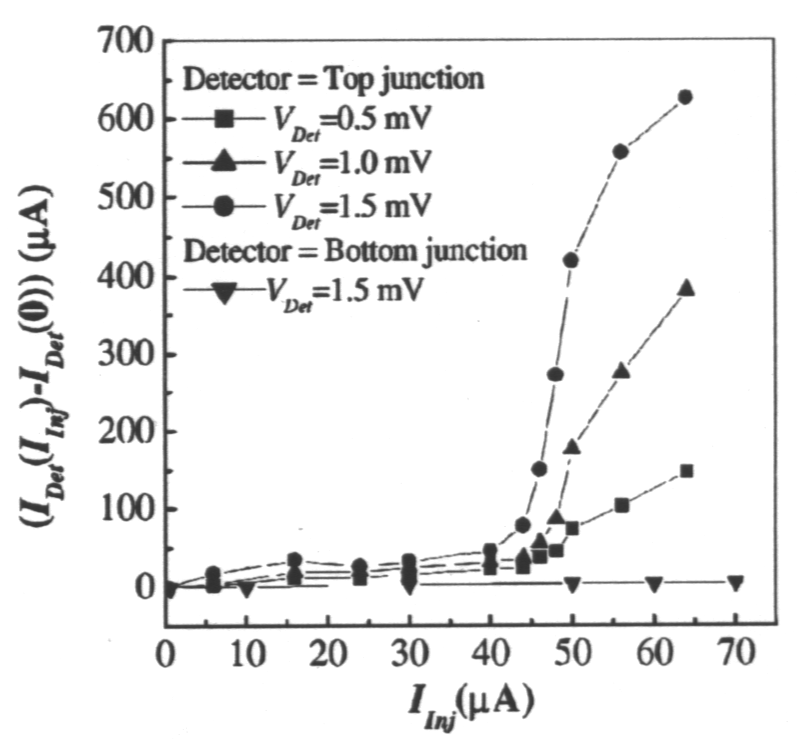 700
600
500
400
300
200
100
0
(I_Det(I_Inj)-I_Det(0)) (μA)
Detector = Top junction
V_Det=0.5 mV
V_Det=1.0 mV
V_Det=1.5 mV
Detector = Bottom junction
V_Det=1.5 mV
0 10 20 30 40 50 60 70
I_Inj(μA)